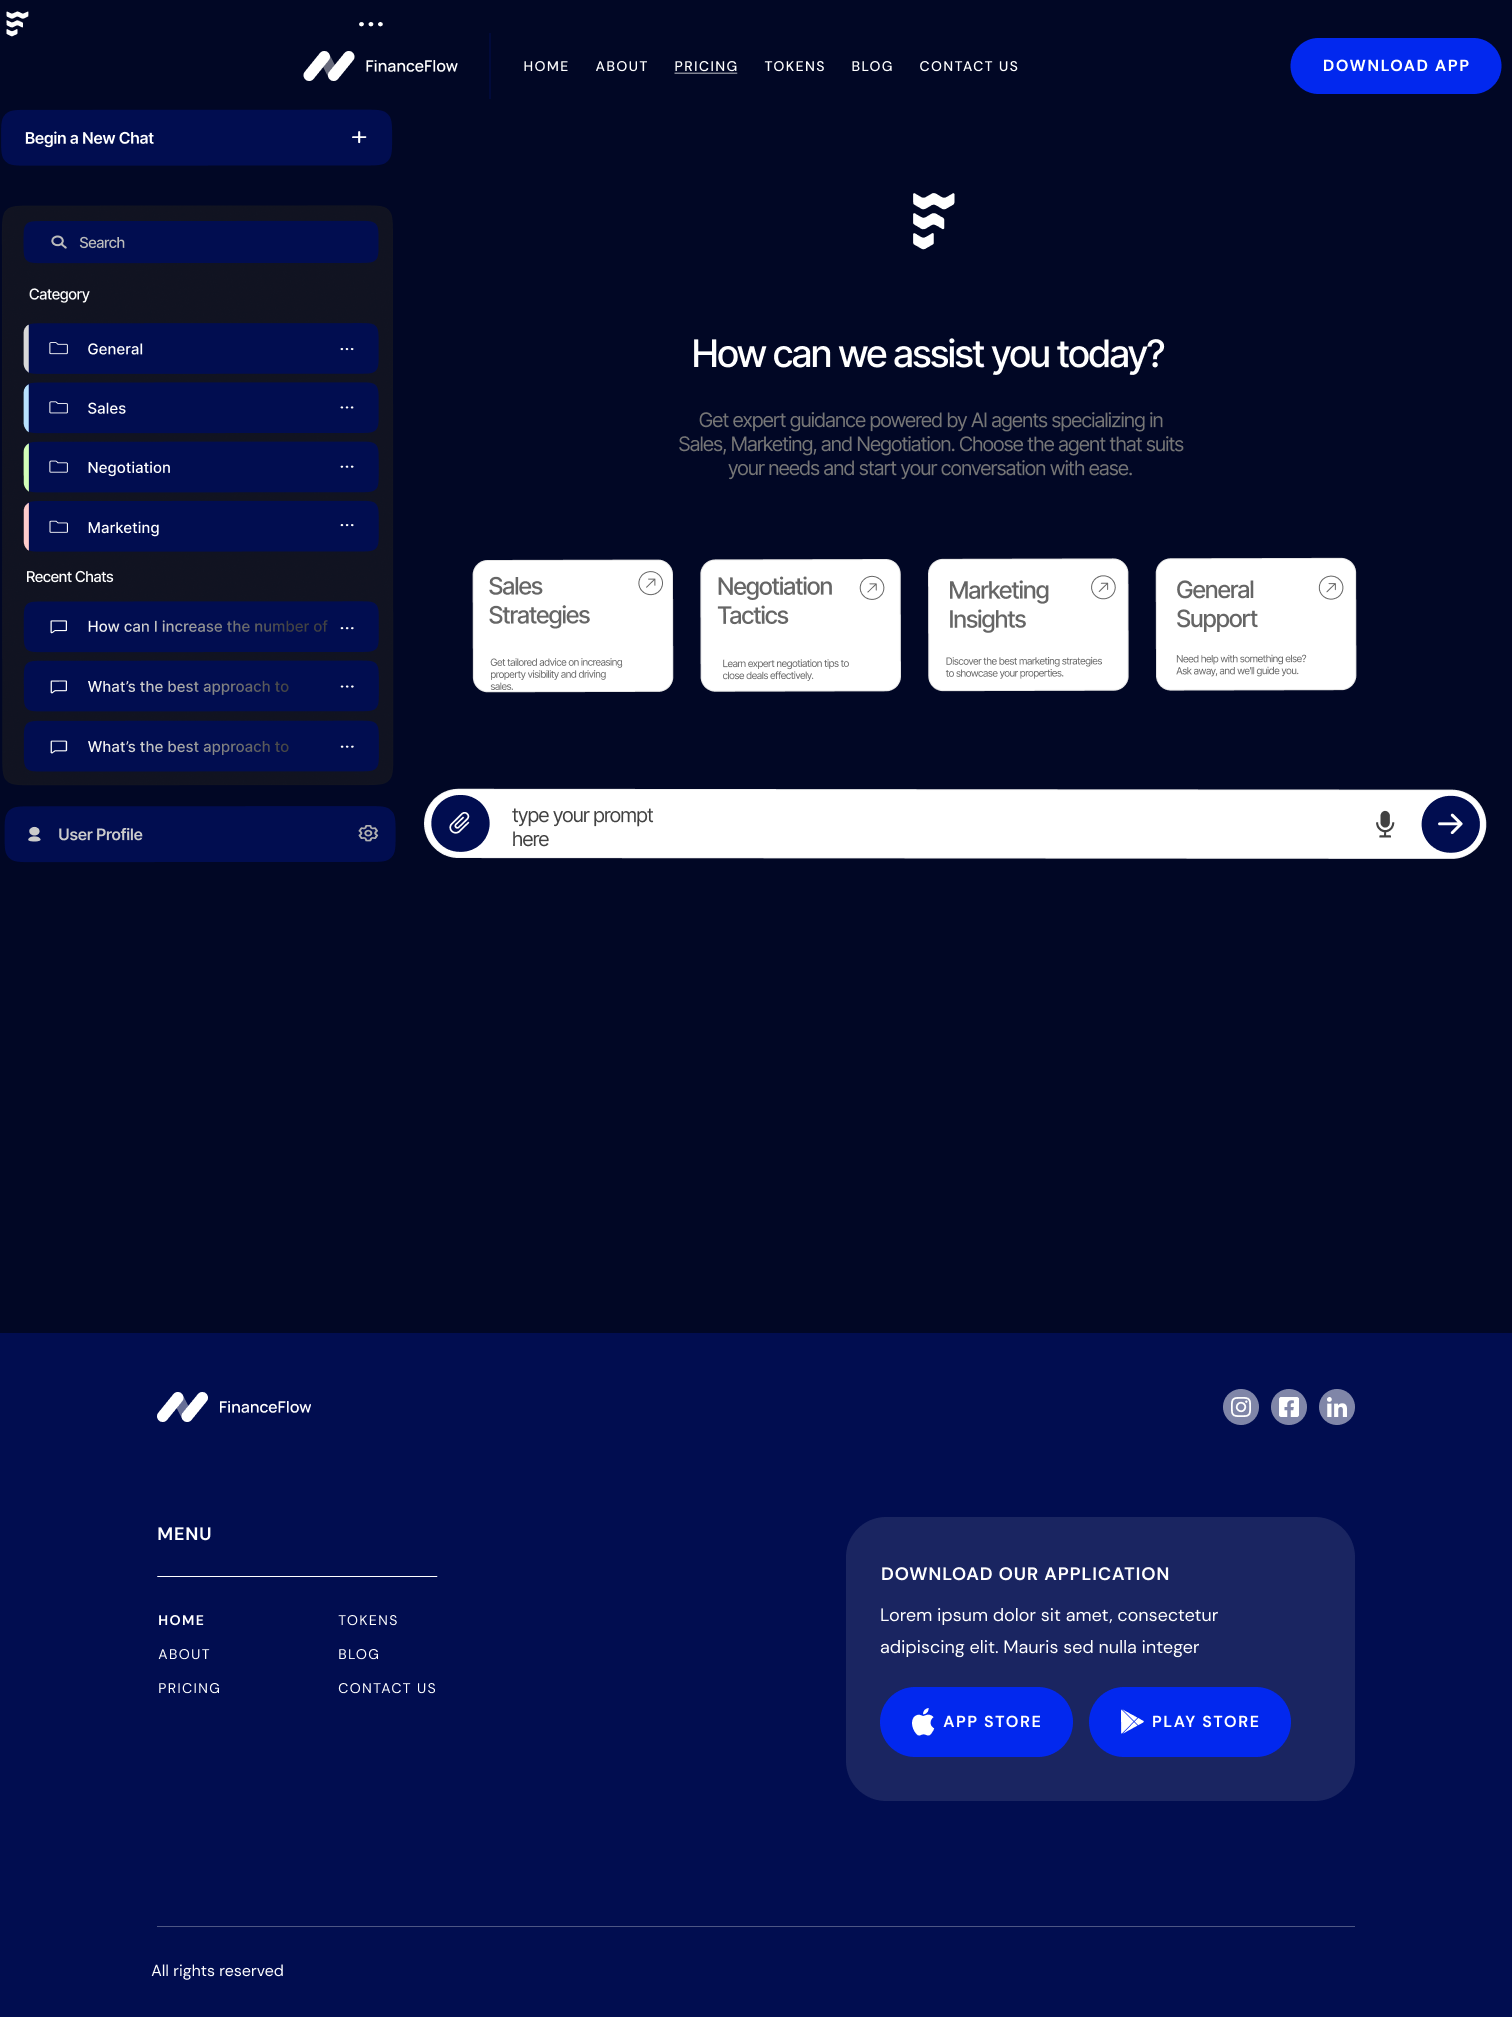 FinanceFlow
HOME
ABOUT
PRICING
TOKENS
BLOG
CONTACT US
DOWNLOAD APP
Begin a New Chat
Search
Category
General
Sales
Negotiation
Marketing
Recent Chats
How can I increase the number of
What's the best approach to
What's the best approach to
User Profile
How can we assist you today?
Get expert guidance powered by AI agents specializing in
Sales, Marketing, and Negotiation. Choose the agent that suits
your needs and start your conversation with ease.
Sales
Strategies
Get tailored advice on increasing
property visibility and driving
sales.
Negotiation
Tactics
Learn expert negotiation tips to
close deals effectively.
Marketing
Insights
Discover the best marketing strategies
to showcase your properties.
General
Support
Need help with something else?
Ask away, and we'll guide you.
type your prompt
here
FinanceFlow
MENU
HOME
ABOUT
PRICING
TOKENS
BLOG
CONTACT US
DOWNLOAD OUR APPLICATION
Lorem ipsum dolor sit amet, consectetur
adipiscing elit. Mauris sed nulla integer
APP STORE
PLAY STORE
All rights reserved